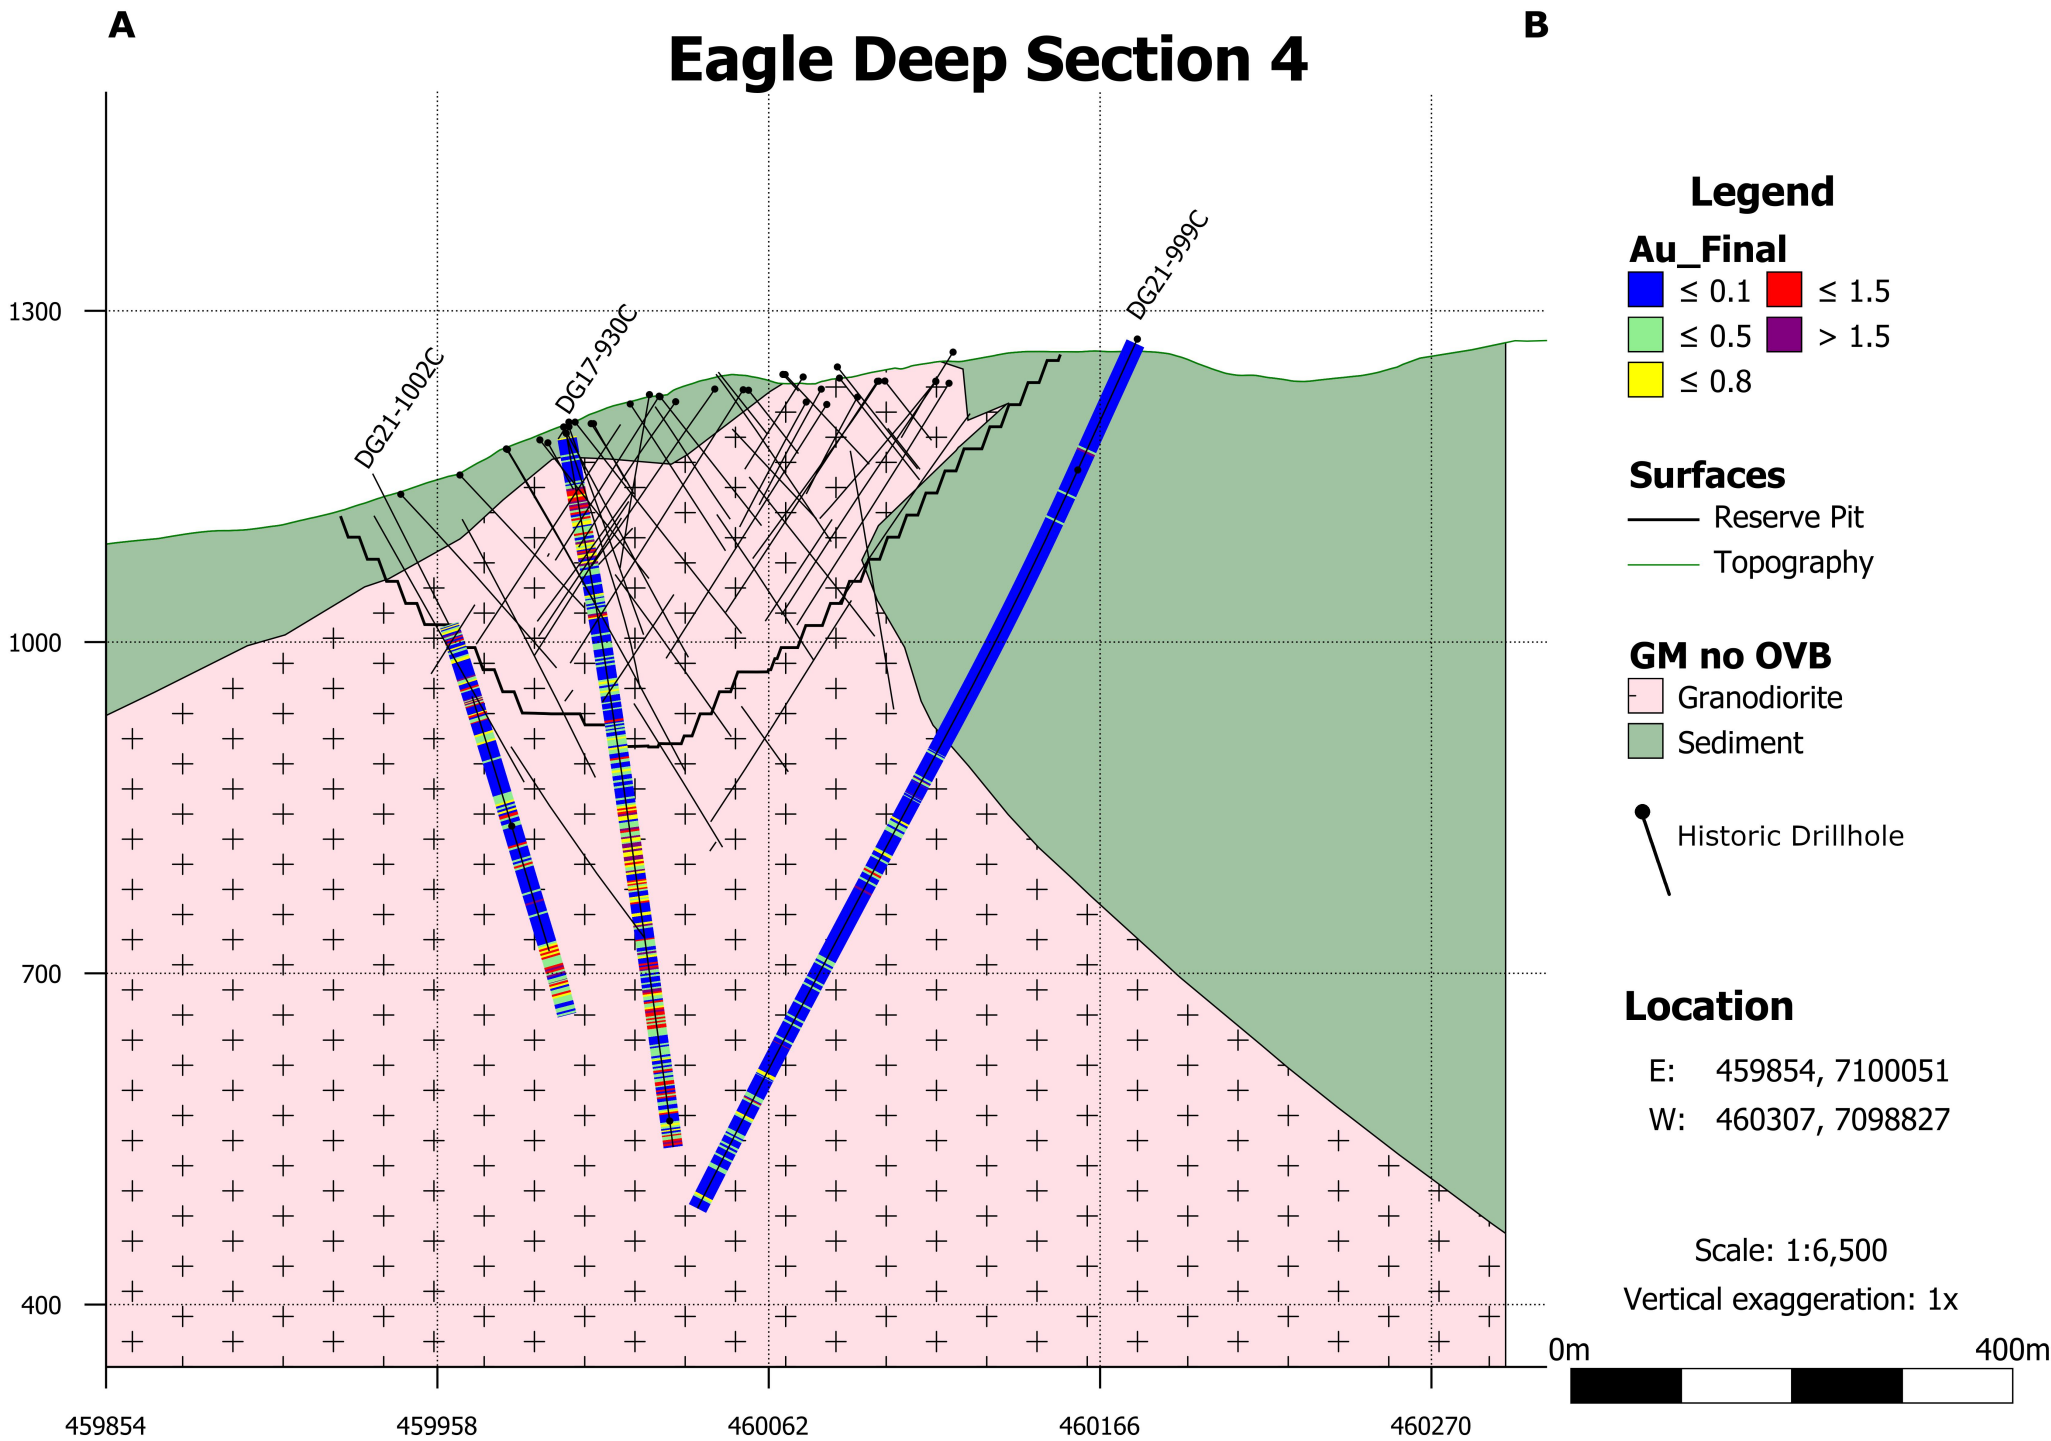 A
B
Eagle Deep Section 4
1300
1000
700
400
DG21-1002C
DG17-930C
DG21-999C
459854
459958
460062
460166
460270
Legend
Au_Final
≤ 0.1
≤ 1.5
≤ 0.5
> 1.5
≤ 0.8
Surfaces
Reserve Pit
Topography
GM no OVB
Granodiorite
Sediment
Historic Drillhole
Location
E: 459854, 7100051
W: 460307, 7098827
Scale: 1:6,500
Vertical exaggeration: 1x
0m 400m